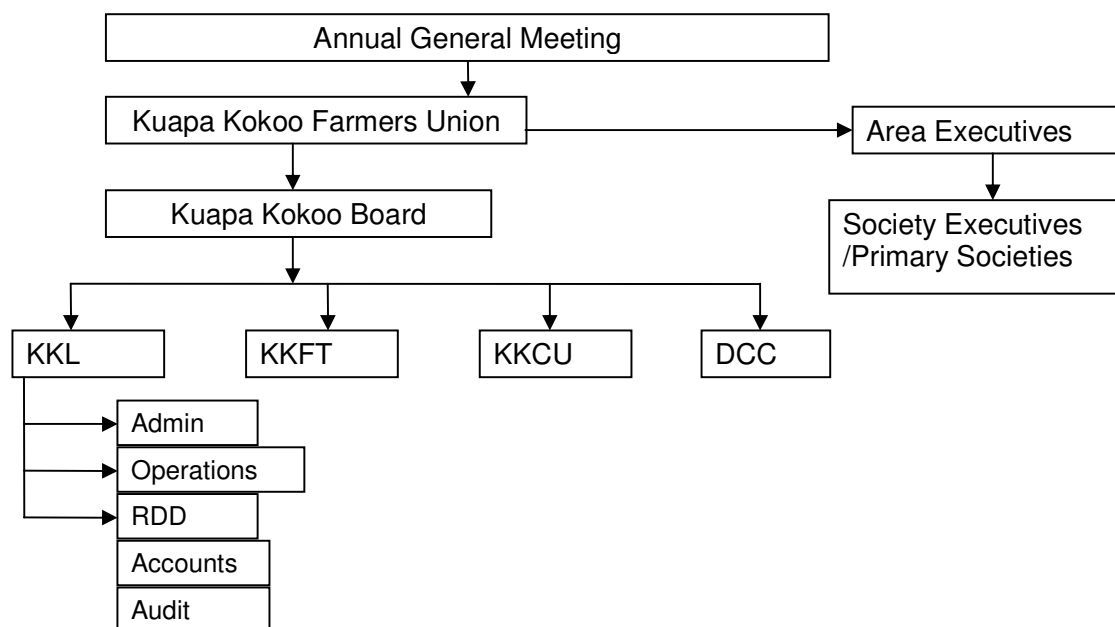 Annual General Meeting
Kuapa Kokoo Farmers Union
Area Executives
Kuapa Kokoo Board
Society Executives
/Primary Societies
KKL
KKFT
KKCU
DCC
Admin
Operations
RDD
Accounts
Audit